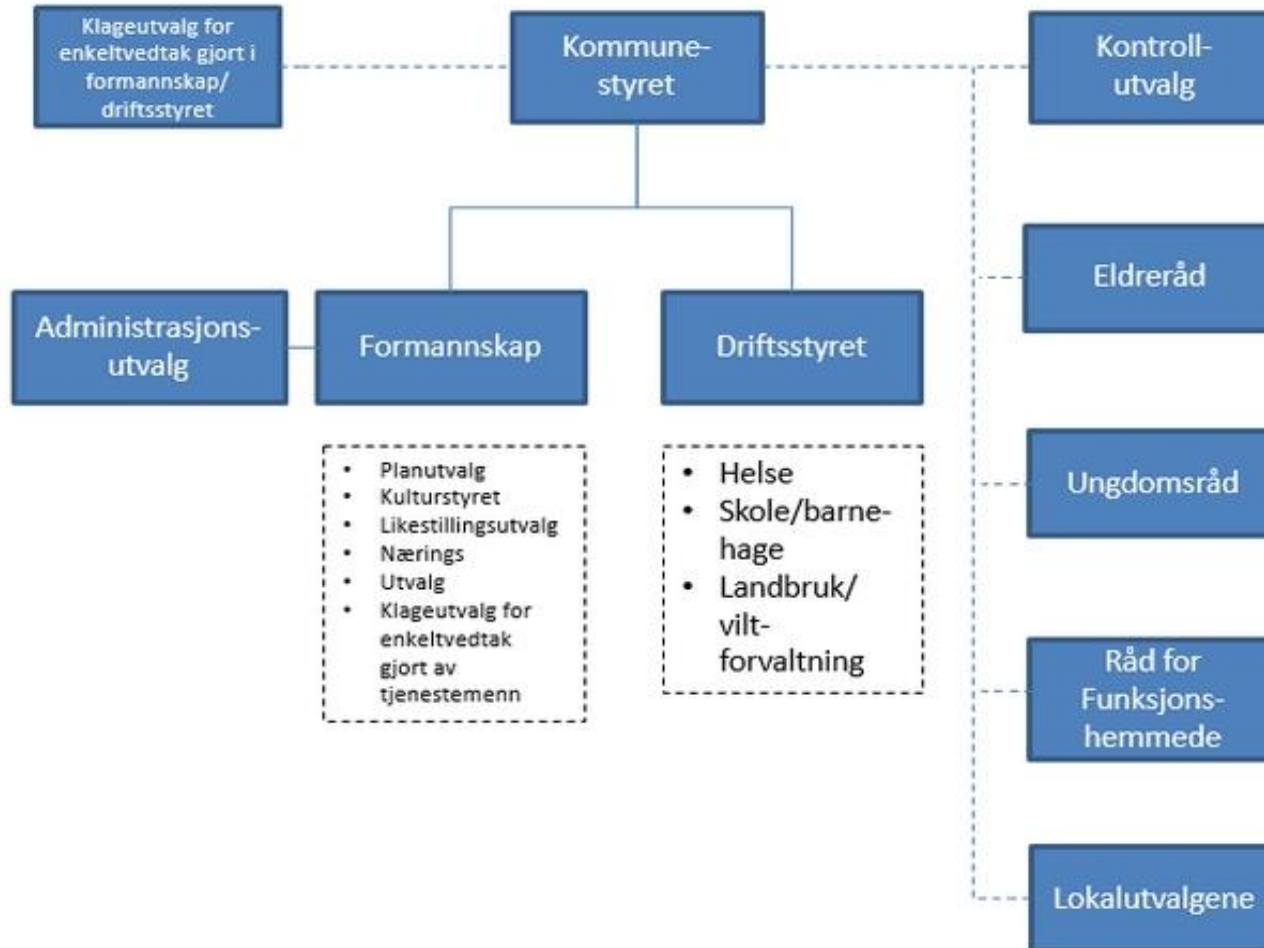 Klageutvalg for
enkeltvedtak gjort i
formannskap/
driftsstyret
Kommune-
styret
Kontroll-
utvalg
Eldreråd
Administrasjons-
utvalg
Formannskap
Driftsstyret
• Planutvalg
• Kulturstyret
• Likestillingsutvalg
• Nærings
• Utvalg
• Klageutvalg for
enkeltvedtak
gjort av
tjenestemenn
• Helse
• Skole/barne-
hage
• Landbruk/
vilt-
forvaltning
Ungdomsråd
Råd for
Funksjons-
hemmede
Lokalutvalgene